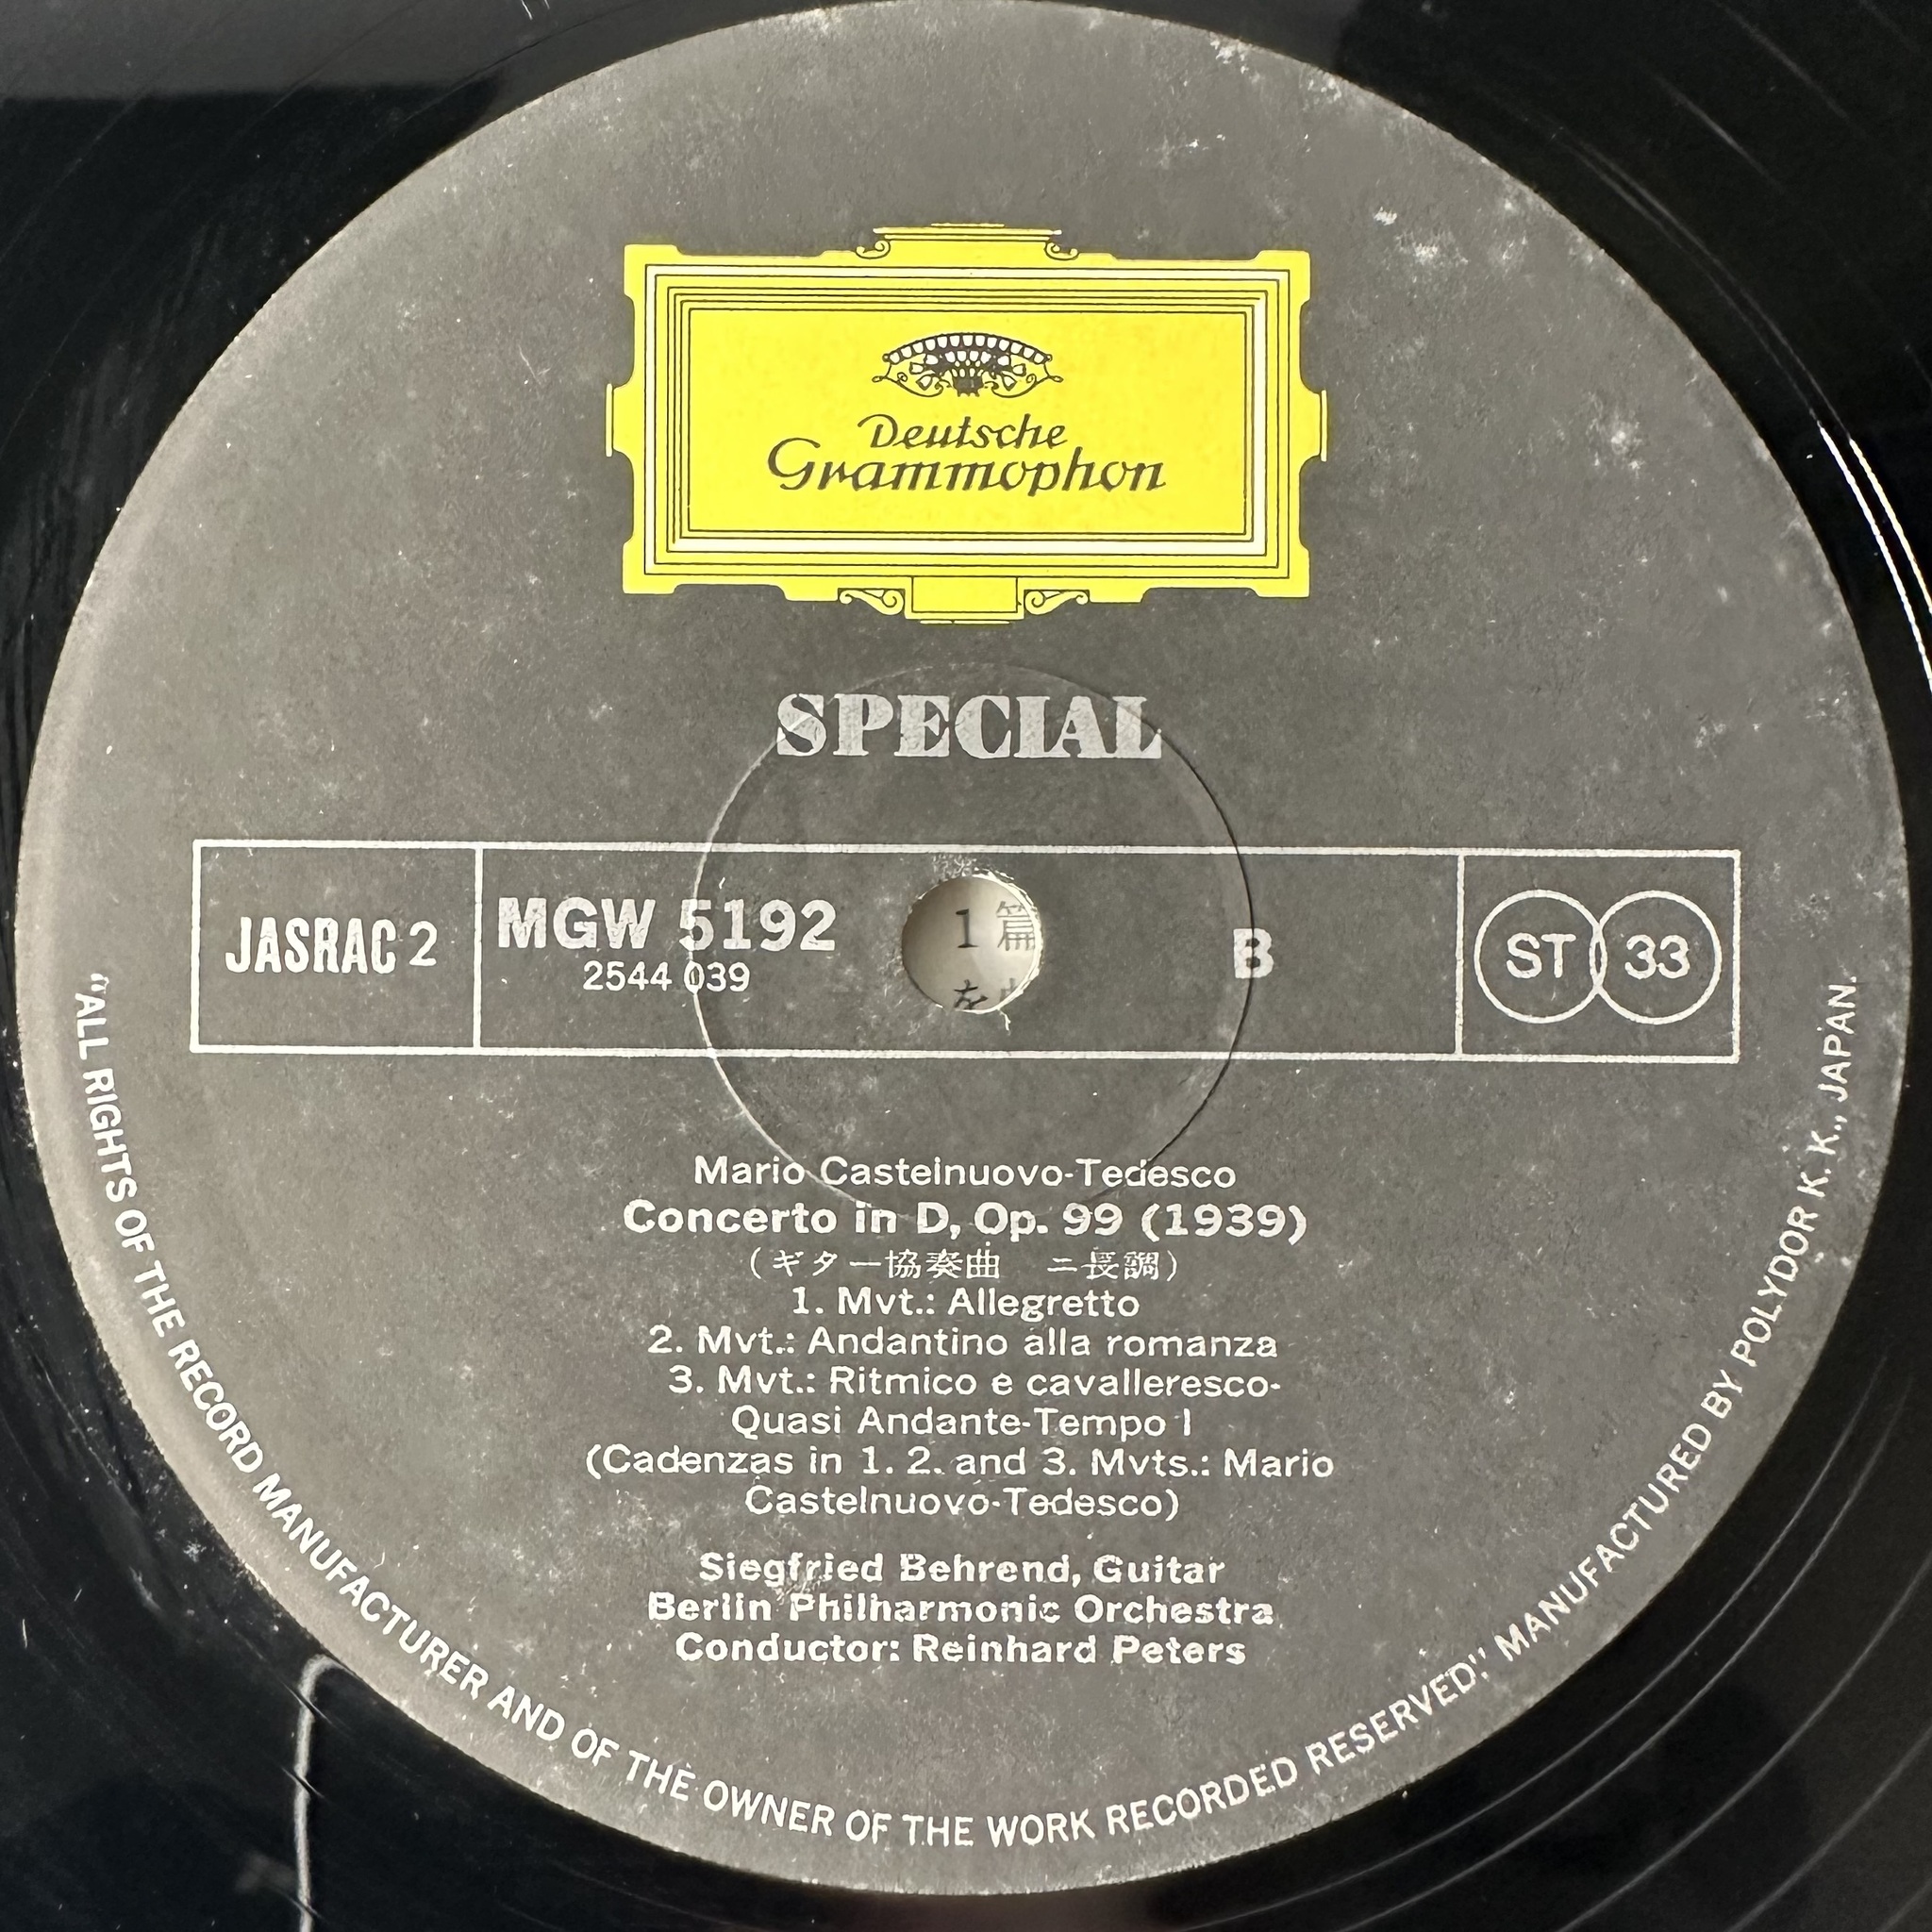 Deutsche
Grammophon
SPECIAL
JASRAC 2
MGW 5192
2544 039
1篇
を
B
ST 33
Mario Castelnuovo-Tedesco
Concerto in D, Op. 99 (1939)
(ギター協奏曲 ニ長調)
1. Mvt.: Allegretto
2. Mvt.: Andantino alla romanza
3. Mvt.: Ritmico e cavalleresco-
Quasi Andante-Tempo I
(Cadenzas in 1. 2. and 3. Mvts.: Mario
Castelnuovo-Tedesco)
Siegfried Behrend, Guitar
Berlin Philharmonic Orchestra
Conductor: Reinhard Peters
"ALL RIGHTS OF THE RECORD MANUFACTURER AND OF THE OWNER OF THE WORK RECORDED RESERVED". MANUFACTURED BY POLYDOR K. K., JAPAN.